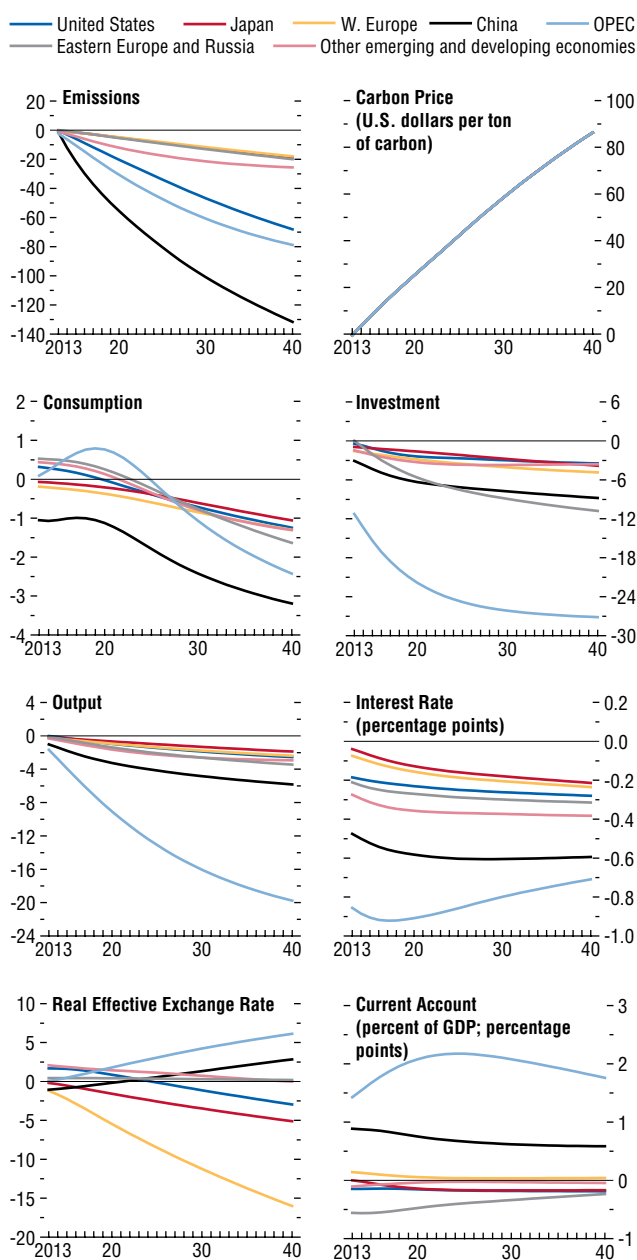 United States Japan W. Europe China OPEC
Eastern Europe and Russia Other emerging and developing economies
Emissions
20
0
-20
-40
-60
-80
-100
-120
-140
2013 20 30 40
Carbon Price
(U.S. dollars per ton
of carbon)
100
80
60
40
20
0
2013 20 30 40
Consumption
2
1
0
-1
-2
-3
-4
2013 20 30 40
Investment
6
0
-6
-12
-18
-24
-30
2013 20 30 40
Output
4
0
-4
-8
-12
-16
-20
-24
2013 20 30 40
Interest Rate
(percentage points)
0.2
0.0
-0.2
-0.4
-0.6
-0.8
-1.0
2013 20 30 40
Real Effective Exchange Rate
10
5
0
-5
-10
-15
-20
2013 20 30 40
Current Account
(percent of GDP; percentage
points)
3
2
1
0
-1
2013 20 30 40